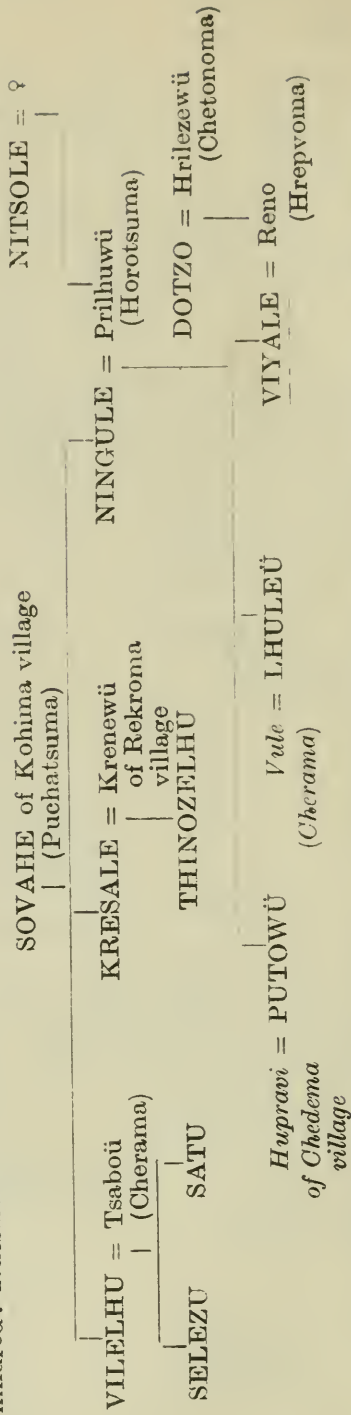 SOVAHE of Kohima village
(Puchatsuma)
NITSOLE = ♀
VILELHU = Tsaboü
(Cherama)
KRESALE = Krenewü
of Rekroma
village
NINGULE = Prilhuwü
(Horotsuma)
SELEZU
SATU
THINOZELHU
DOTZO = Hrilezewü
(Chetonoma)
Hupravi = PUTOWÜ
of Chedema
village
Vule = LHULEÜ
(Cherama)
VIYALE = Reno
(Hrepvoma)